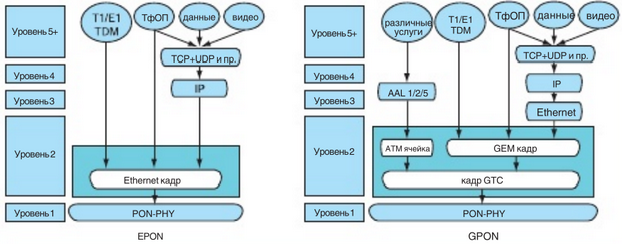 Уровень 5+
Уровень 4
Уровень 3
Уровень 2
Уровень 1
T1/E1
TDM
ТфОП
данные
видео
TCP+UDP и пр.
IP
Ethernet кадр
PON-PHY
EPON
Уровень 5+
Уровень 4
Уровень 3
Уровень 2
Уровень 1
различные
услуги
T1/E1
TDM
ТфОП
данные
видео
TCP+UDP и пр.
IP
AAL 1/2/5
Ethernet
АТМ ячейка
GEM кадр
кадр GTC
PON-PHY
GPON